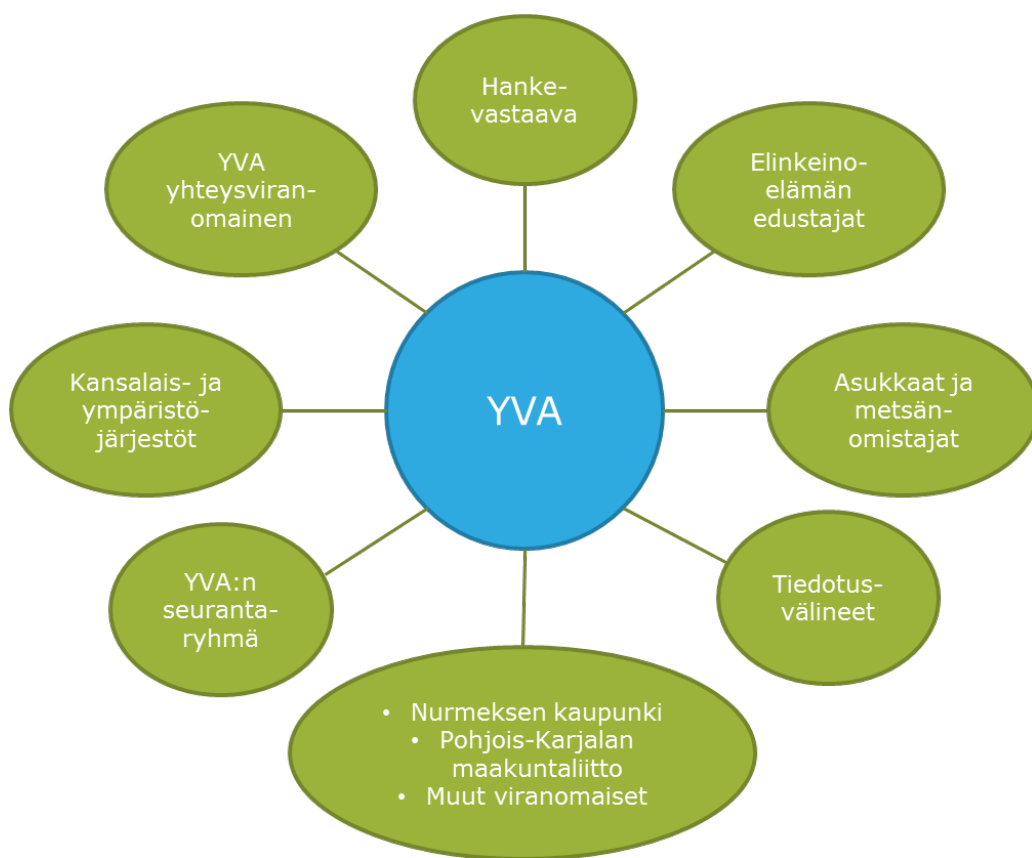 Hanke-
vastaava
YVA
yhteysviran-
omainen
Elinkeino-
elämän
edustajat
Kansalais- ja
ympäristö-
järjestöt
YVA
Asukkaat ja
metsän-
omistajat
YVA:n
seuranta-
ryhmä
Tiedotus-
välineet
• Nurmeksen kaupunki
• Pohjois-Karjalan
maakuntaliitto
• Muut viranomaiset